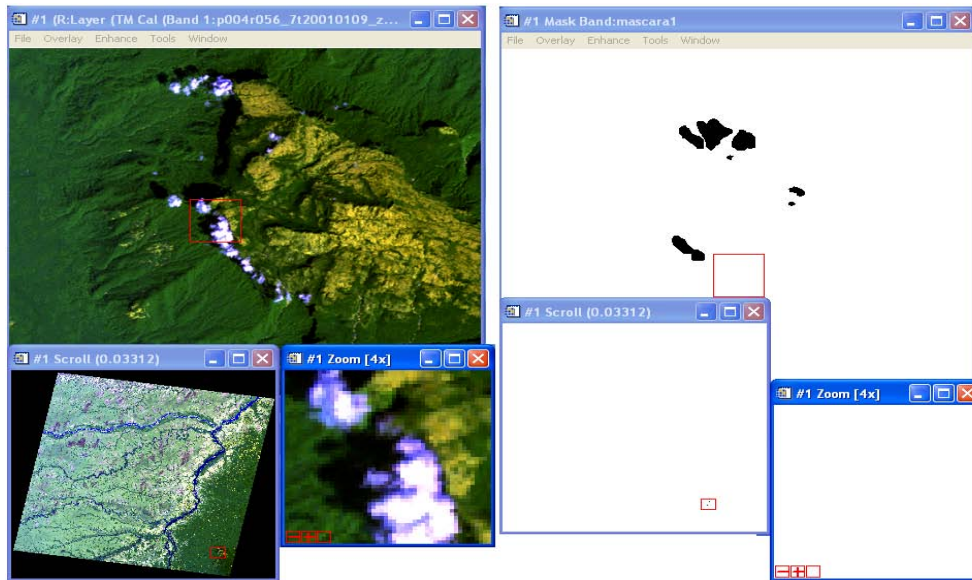 #1 (R:Layer (TM Cal (Band 1:p004r056_7t20010109_z...
File Overlay Enhance Tools Window
#1 Scroll (0.03312)
#1 Zoom [4x]
#1 Mask Band:mascara1
File Overlay Enhance Tools Window
#1 Scroll (0.03312)
#1 Zoom [4x]